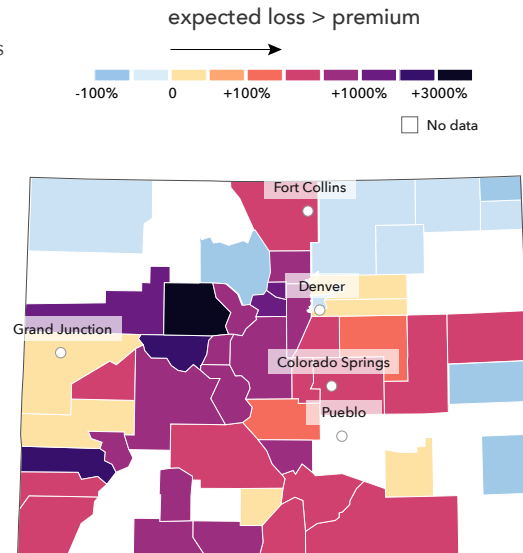 expected loss > premium
s
-100% 0 +100% +1000% +3000%
No data
Fort Collins
Denver
Grand Junction
Colorado Springs
Pueblo